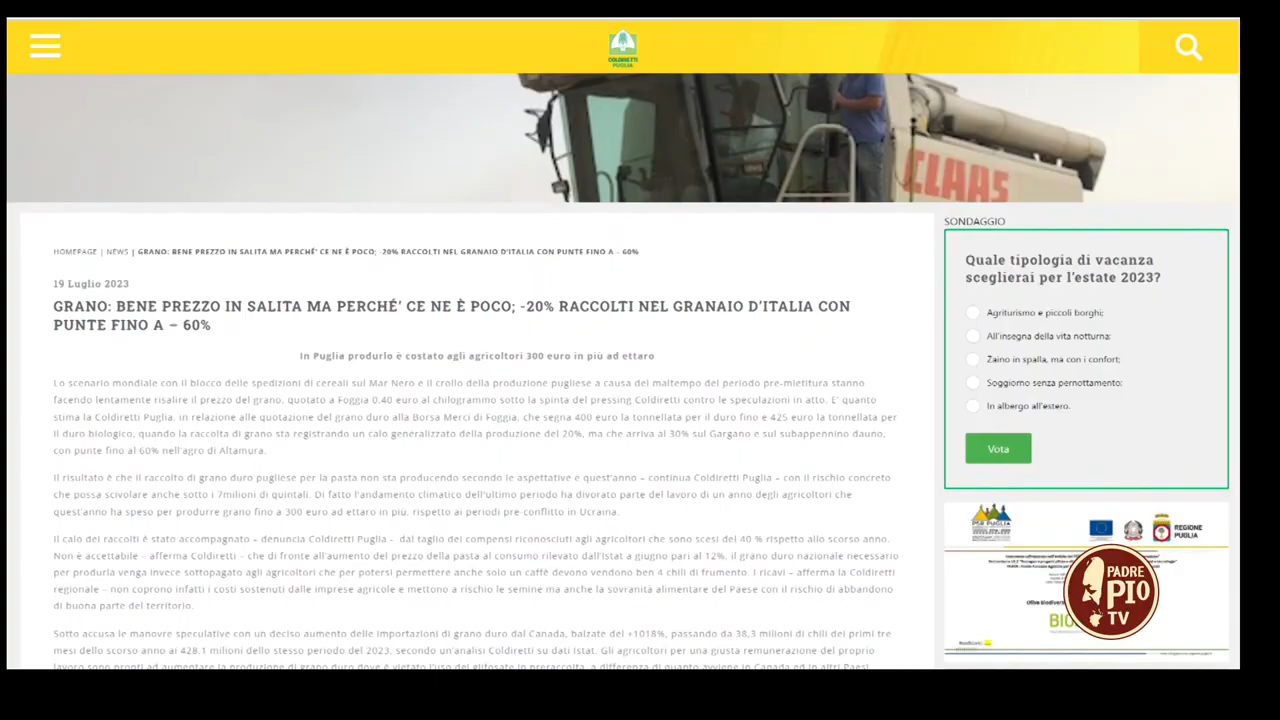 COLDIRETTI
PUGLIA
CLAAS
HOMEPAGE | NEWS | GRANO: BENE PREZZO IN SALITA MA PERCHÉ' CE NE È POCO; -20% RACCOLTI NEL GRANAIO D'ITALIA CON PUNTE FINO A – 60%
19 Luglio 2023
GRANO: BENE PREZZO IN SALITA MA PERCHÉ' CE NE È POCO; -20% RACCOLTI NEL GRANAIO D'ITALIA CON
PUNTE FINO A – 60%
In Puglia produrlo è costato agli agricoltori 300 euro in più ad ettaro
Lo scenario mondiale con il blocco delle spedizioni di cereali sul Mar Nero e il crollo della produzione pugliese a causa del maltempo del periodo pre-mietitura stanno
facendo lentamente risalire il prezzo del grano, quotato a Foggia 0,40 euro al chilogrammo sotto la spinta del pressing Coldiretti contro le speculazioni in atto. E' quanto
stima la Coldiretti Puglia, in relazione alle quotazione del grano duro alla Borsa Merci di Foggia, che segna 400 euro la tonnellata per il duro fino e 425 euro la tonnellata per
il duro biologico, quando la raccolta di grano sta registrando un calo generalizzato della produzione del 20%, ma che arriva al 30% sul Gargano e sul subappennino dauno,
con punte fino al 60% nell'agro di Altamura.
Il risultato è che il raccolto di grano duro pugliese per la pasta non sta producendo secondo le aspettative e quest'anno – continua Coldiretti Puglia – con il rischio concreto
che possa scivolare anche sotto i 7milioni di quintali. Di fatto l'andamento climatico dell'ultimo periodo ha divorato parte del lavoro di un anno degli agricoltori che
quest'anno ha speso per produrre grano fino a 300 euro ad ettaro in più, rispetto ai periodi pre-conflitto in Ucraina.
Il calo dei raccolti è stato accompagnato – denuncia Coldiretti Puglia – dal taglio dei compensi riconosciuti agli agricoltori che sono scesi del 40 % rispetto allo scorso anno.
Non è accettabile – afferma Coldiretti – che di fronte all'aumento del prezzo della pasta al consumo rilevato dall'Istat a giugno pari al 12%, il grano duro nazionale necessario
per produrla venga invece sottopagato agli agricoltori che per potersi permettere anche solo un caffè devono vendono ben 4 chili di frumento. I ricavi – afferma la Coldiretti
regionale – non coprono infatti i costi sostenuti dalle imprese agricole e mettono a rischio le semine ma anche la sovranità alimentare del Paese con il rischio di abbandono
di buona parte del territorio.
Sotto accusa le manovre speculative con un deciso aumento delle importazioni di grano duro dal Canada, balzate del +1018%, passando da 38,3 milioni di chili dei primi tre
mesi dello scorso anno ai 428.1 milioni dello stesso periodo del 2023, secondo un'analisi Coldiretti su dati Istat. Gli agricoltori per una giusta remunerazione del proprio
lavoro sono pronti ad aumentare la produzione di grano duro dove è vietato l'uso del glifosate in preraccolta, a differenza di quanto avviene in Canada ed in altri Paesi
SONDAGGIO
Quale tipologia di vacanza
sceglierai per l'estate 2023?
Agriturismo e piccoli borghi;
All'insegna della vita notturna;
Zaino in spalla, ma con i confort;
Soggiorno senza pernottamento;
In albergo all'estero.
Vota
PSR PUGLIA
REGIONE
PUGLIA
BIO
PADRE
PIO
TV